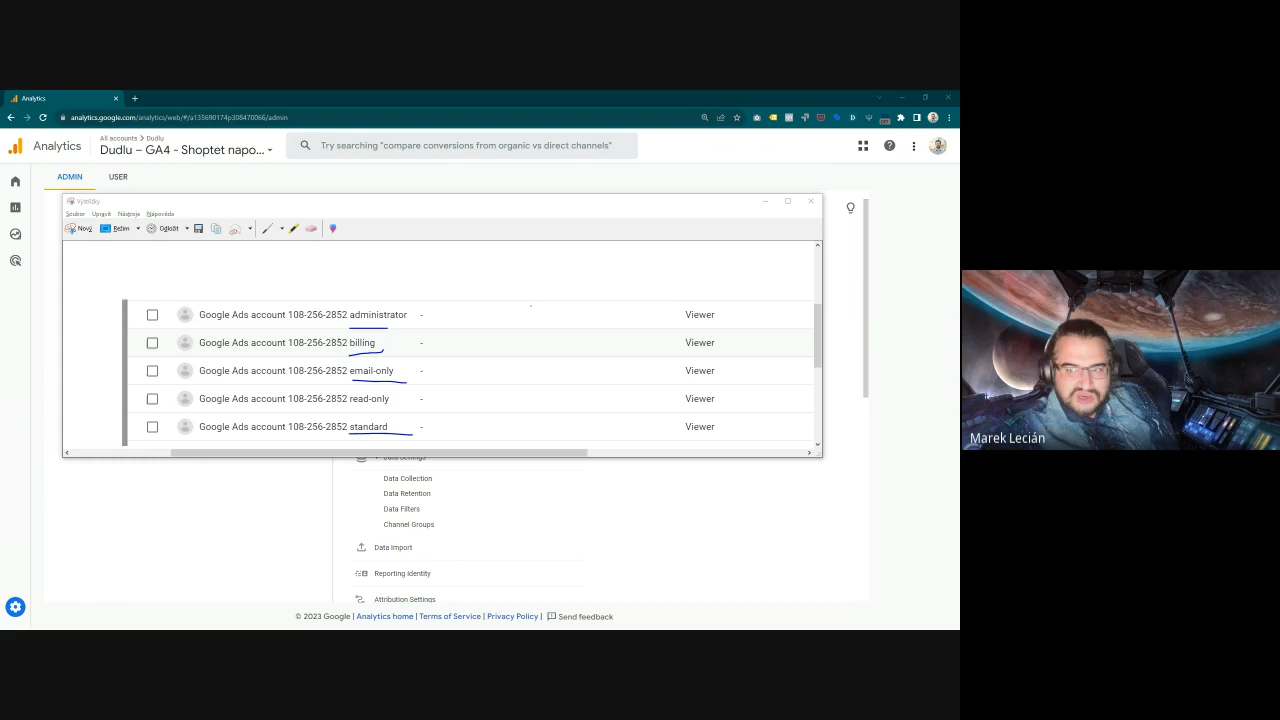 Analytics
analytics.google.com/analytics/web/#/a135690174p308470066/admin
Analytics
All accounts > Dudlu
Dudlu – GA4 - Shoptet napo...
Try searching "compare conversions from organic vs direct channels"
ADMIN
USER
Výstřižky
Soubor Upravit Nástroje Nápověda
Nový Režim Odložit
Google Ads account 108-256-2852 administrator - Viewer
Google Ads account 108-256-2852 billing - Viewer
Google Ads account 108-256-2852 email-only - Viewer
Google Ads account 108-256-2852 read-only - Viewer
Google Ads account 108-256-2852 standard - Viewer
Marek Lecián
Data Settings
Data Collection
Data Retention
Data Filters
Channel Groups
Data Import
Reporting Identity
Attribution Settings
© 2023 Google | Analytics home | Terms of Service | Privacy Policy | Send feedback